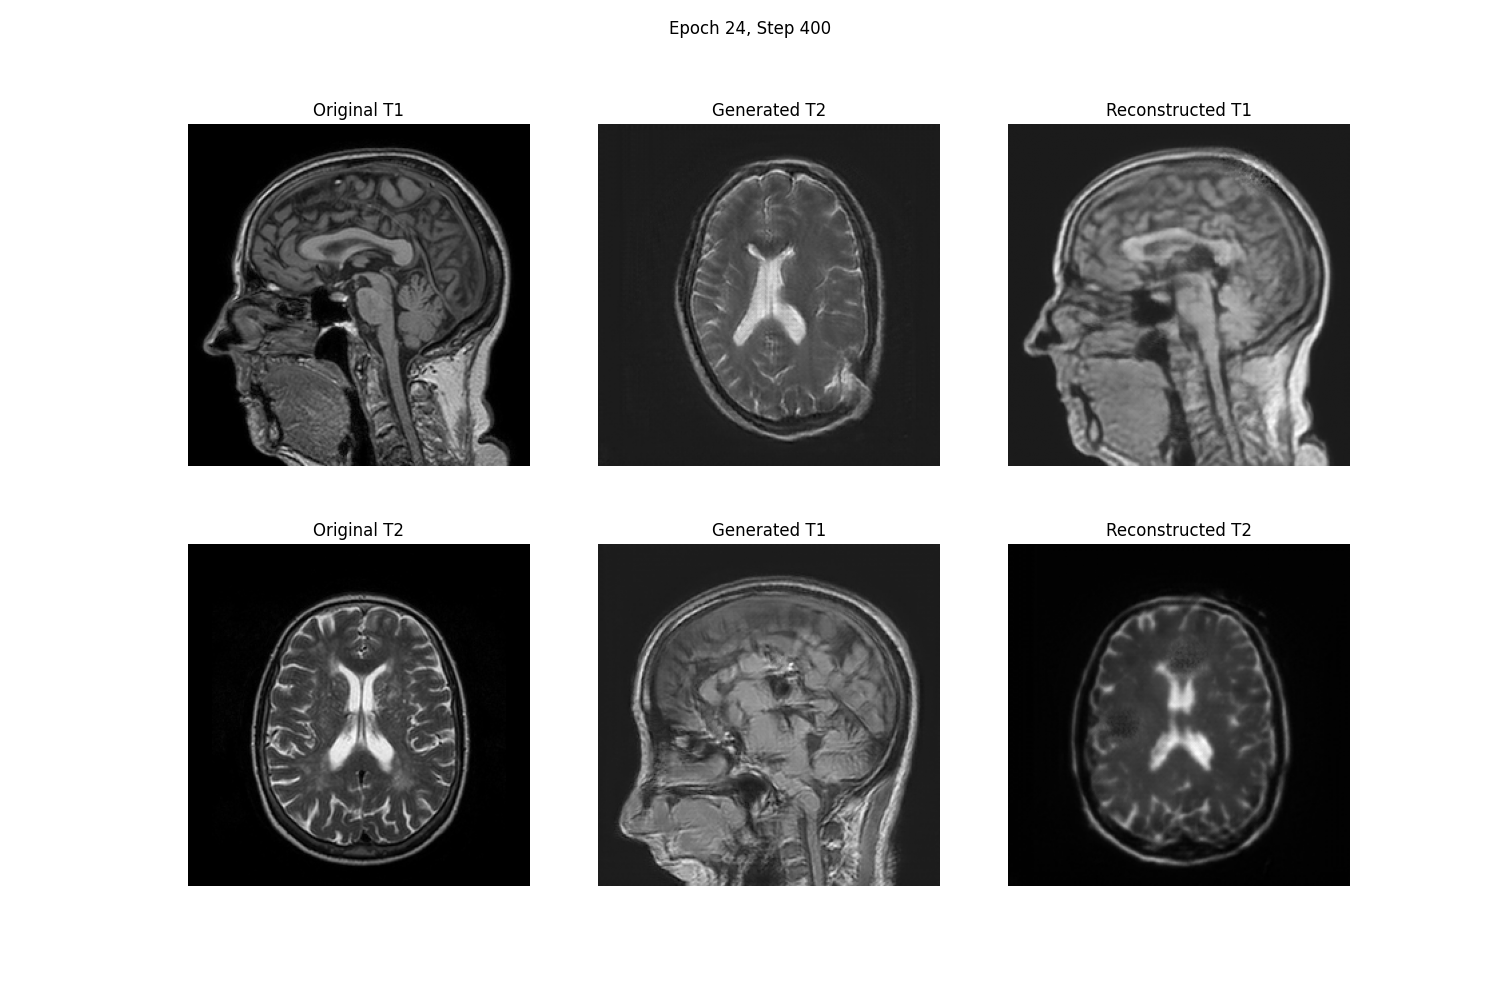 Epoch 24, Step 400
Original T1
Generated T2
Reconstructed T1
Original T2
Generated T1
Reconstructed T2